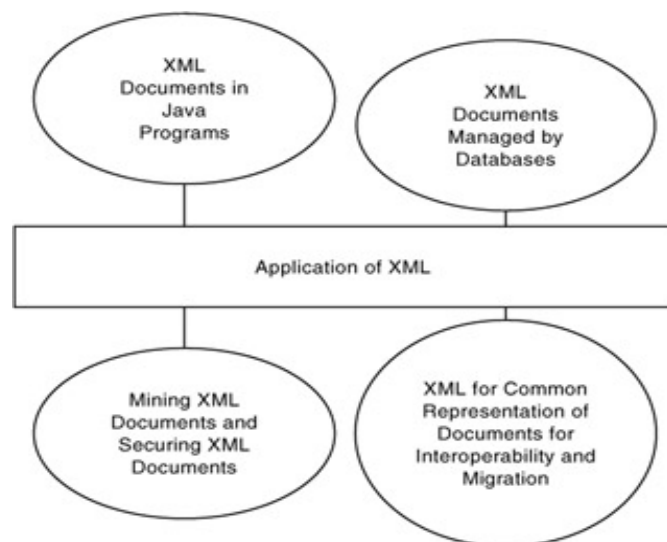 XML
Documents in
Java
Programs
XML
Documents
Managed by
Databases
Application of XML
Mining XML
Documents and
Securing XML
Documents
XML for Common
Representation of
Documents for
Interoperability and
Migration